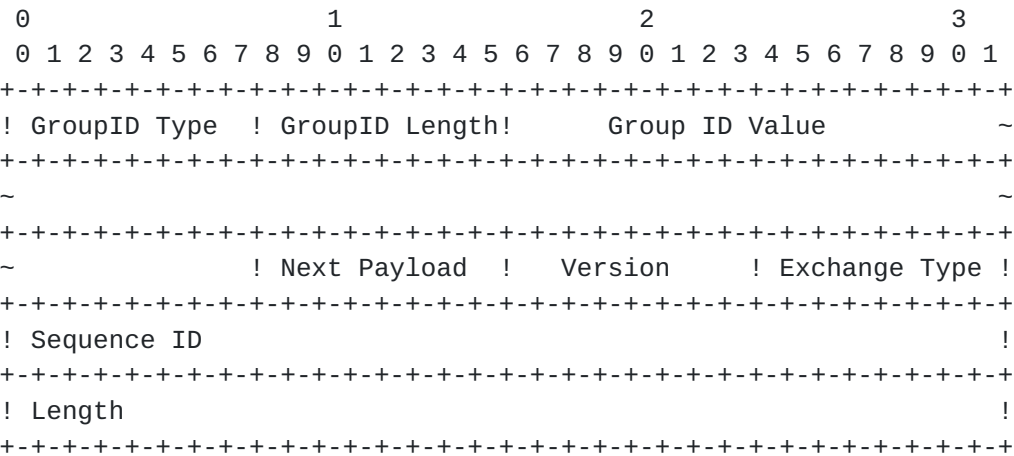 0                   1                   2                   3
 0 1 2 3 4 5 6 7 8 9 0 1 2 3 4 5 6 7 8 9 0 1 2 3 4 5 6 7 8 9 0 1
+-+-+-+-+-+-+-+-+-+-+-+-+-+-+-+-+-+-+-+-+-+-+-+-+-+-+-+-+-+-+-+-+
! GroupID Type  ! GroupID Length!      Group ID Value           ~
+-+-+-+-+-+-+-+-+-+-+-+-+-+-+-+-+-+-+-+-+-+-+-+-+-+-+-+-+-+-+-+-+
~                                                               ~
+-+-+-+-+-+-+-+-+-+-+-+-+-+-+-+-+-+-+-+-+-+-+-+-+-+-+-+-+-+-+-+-+
~               ! Next Payload  !   Version     ! Exchange Type !
+-+-+-+-+-+-+-+-+-+-+-+-+-+-+-+-+-+-+-+-+-+-+-+-+-+-+-+-+-+-+-+-+
! Sequence ID                                                   !
+-+-+-+-+-+-+-+-+-+-+-+-+-+-+-+-+-+-+-+-+-+-+-+-+-+-+-+-+-+-+-+-+
! Length                                                        !
+-+-+-+-+-+-+-+-+-+-+-+-+-+-+-+-+-+-+-+-+-+-+-+-+-+-+-+-+-+-+-+-+